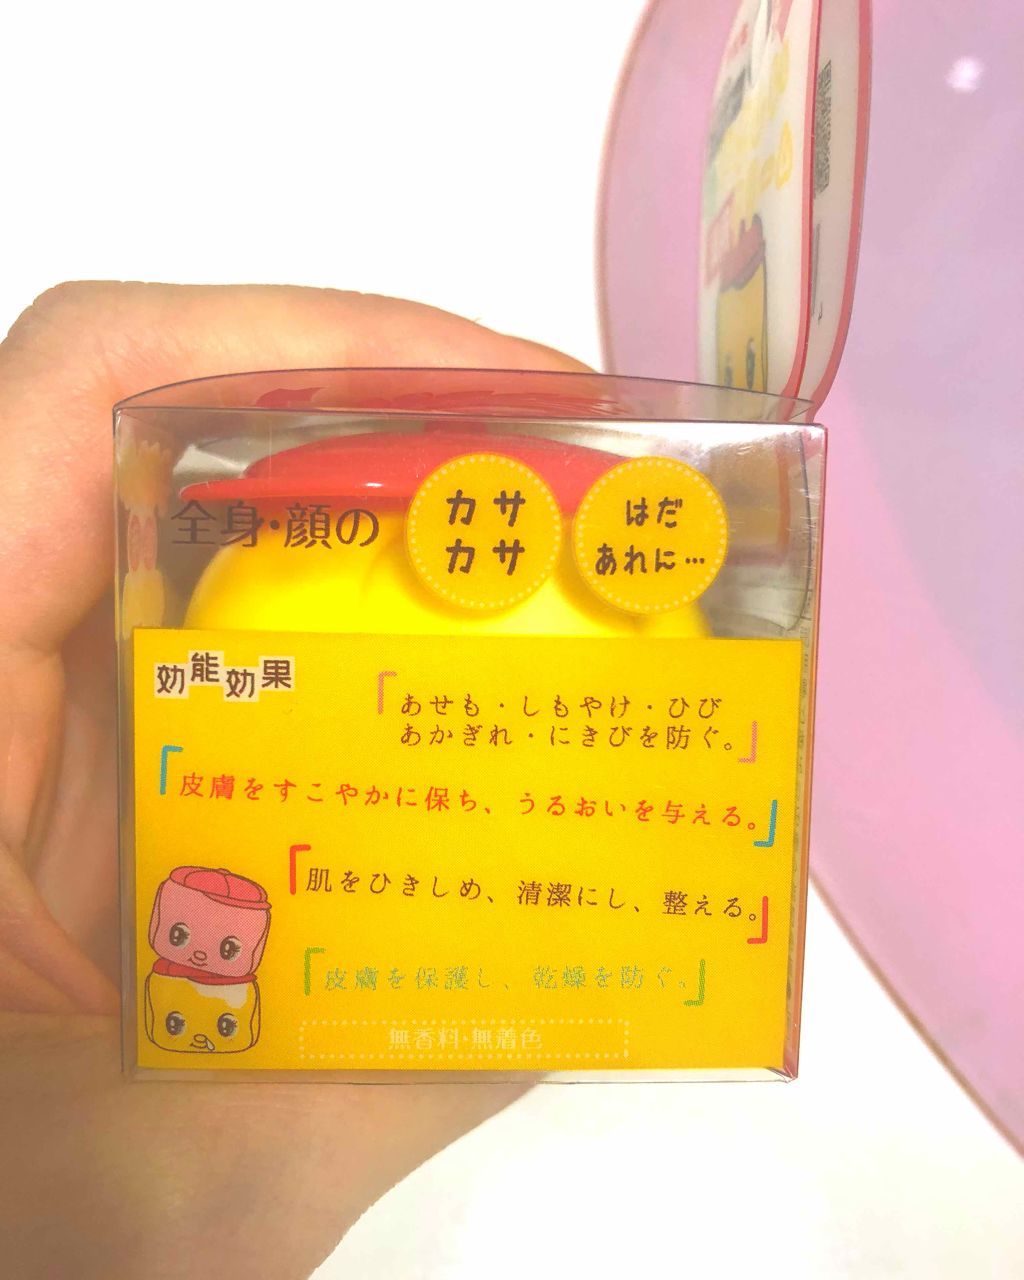 全身・顔の
カサ
カサ
はだ
あれに…
効能効果
「あせも・しもやけ・ひび
あかぎれ・にきびを防ぐ。」
「皮膚をすこやかに保ち、うるおいを与える。」
「肌をひきしめ、清潔にし、整える。」
「皮膚を保護し、乾燥を防ぐ。」
無香料・無着色